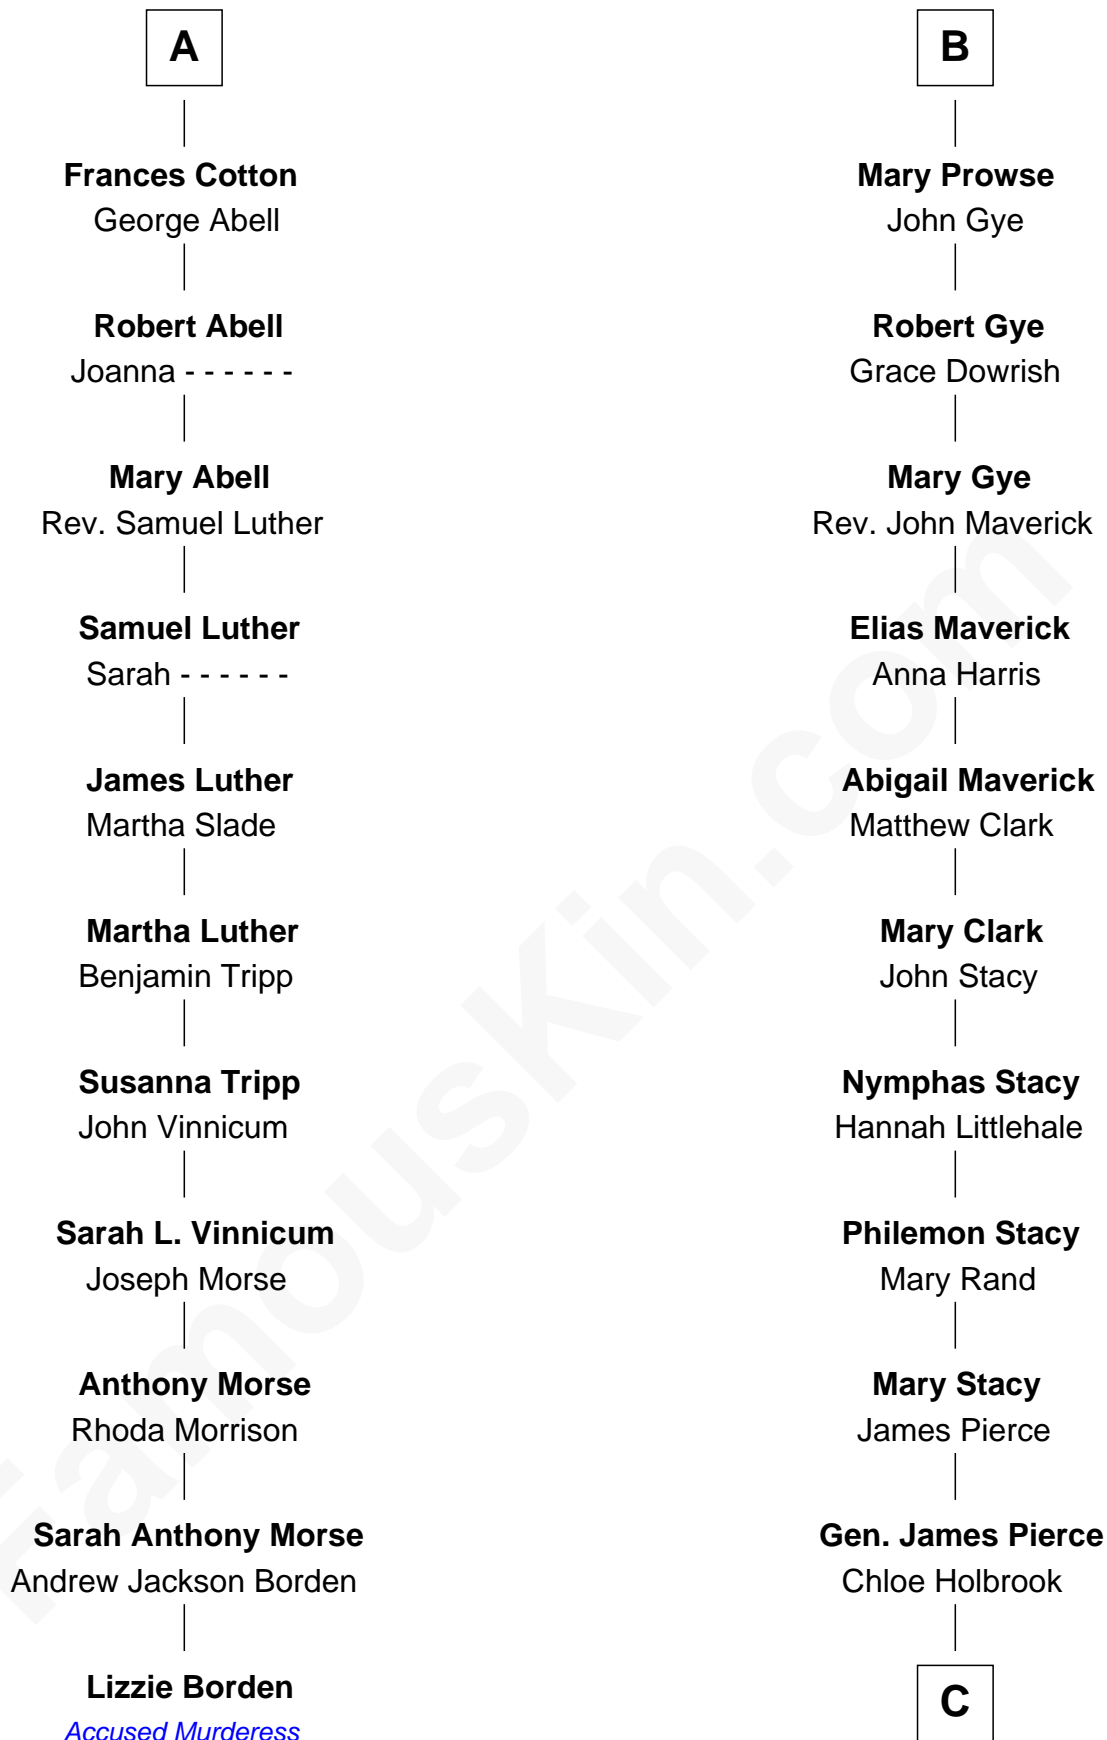 A
Frances Cotton
George Abell
Robert Abell
Joanna - - - - - -
Mary Abell
Rev. Samuel Luther
Samuel Luther
Sarah - - - - - -
James Luther
Martha Slade
Martha Luther
Benjamin Tripp
Susanna Tripp
John Vinnicum
Sarah L. Vinnicum
Joseph Morse
Anthony Morse
Rhoda Morrison
Sarah Anthony Morse
Andrew Jackson Borden
Lizzie Borden
Accused Murderess
B
Mary Prowse
John Gye
Robert Gye
Grace Dowrish
Mary Gye
Rev. John Maverick
Elias Maverick
Anna Harris
Abigail Maverick
Matthew Clark
Mary Clark
John Stacy
Nymphas Stacy
Hannah Littlehale
Philemon Stacy
Mary Rand
Mary Stacy
James Pierce
Gen. James Pierce
Chloe Holbrook
C
FamousKin.com